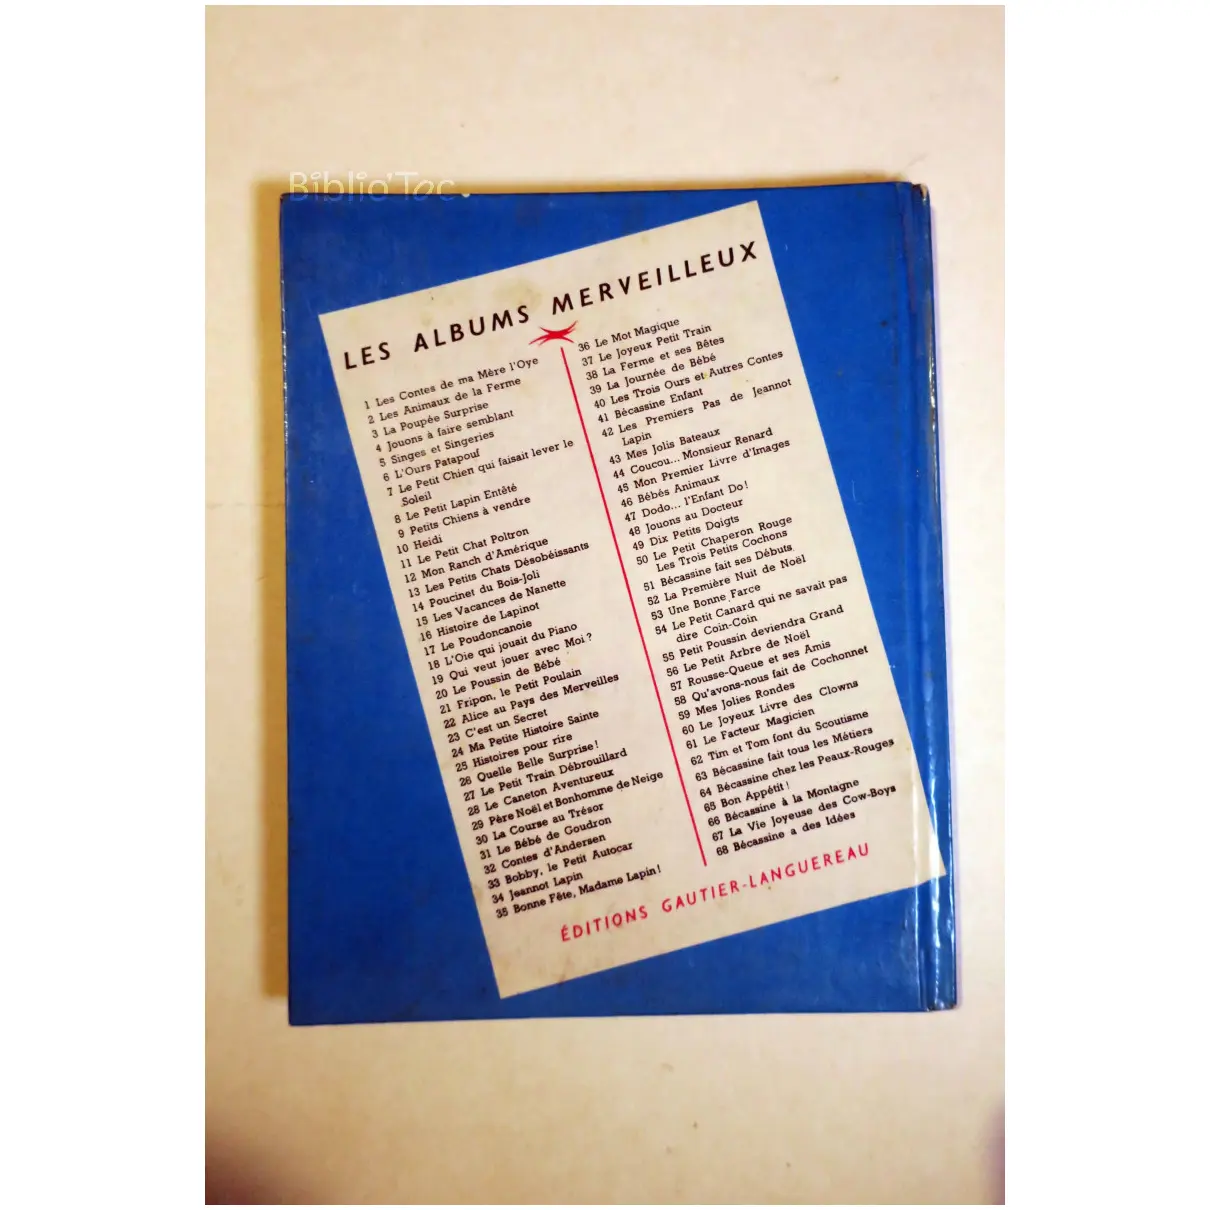 Biblio'Toc
LES ALBUMS MERVEILLEUX
1 Les Contes de ma Mère l'Oye
2 Les Animaux de la Ferme
3 La Poupée Surprise
4 Jouons à faire semblant
5 Singes et Singeries
6 L'Ours Patapouf
7 Le Petit Chien qui faisait lever le
Soleil
8 Le Petit Lapin Entêté
9 Petits Chiens à vendre
10 Heidi
11 Le Petit Chat Poltron
12 Mon Ranch d'Amérique
13 Les Petits Chats Désobéissants
14 Poucinet du Bois-Joli
15 Les Vacances de Nanette
16 Histoire de Lapinot
17 Le Poudoncanoie
18 L'Oie qui jouait du Piano
19 Qui veut jouer avec Moi ?
20 Le Poussin de Bébé
21 Fripon, le Petit Poulain
22 Alice au Pays des Merveilles
23 C'est un Secret
24 Ma Petite Histoire Sainte
25 Histoires pour rire
26 Quelle Belle Surprise !
27 Le Petit Train Débrouillard
28 Le Caneton Aventureux
29 Père Noël et Bonhomme de Neige
30 La Course au Trésor
31 Le Bébé de Goudron
32 Contes d'Andersen
33 Bobby, le Petit Autocar
34 Jeannot Lapin
35 Bonne Fête, Madame Lapin !
36 Le Mot Magique
37 Le Joyeux Petit Train
38 La Ferme et ses Bêtes
39 La Journée de Bébé
40 Les Trois Ours et Autres Contes
41 Bécassine Enfant
42 Les Premiers Pas de Jeannot
Lapin
43 Mes Jolis Bateaux
44 Coucou... Monsieur Renard
45 Mon Premier Livre d'Images
46 Bébés Animaux
47 Dodo... l'Enfant Do !
48 Jouons au Docteur
49 Dix Petits Doigts
50 Le Petit Chaperon Rouge
Les Trois Petits Cochons
51 Bécassine fait ses Débuts
52 La Première Nuit de Noël
53 Une Bonne Farce
54 Le Petit Canard qui ne savait pas
dire Coin-Coin
55 Petit Poussin deviendra Grand
56 Le Petit Arbre de Noël
57 Rousse-Queue et ses Amis
58 Qu'avons-nous fait de Cochonnet
59 Mes Jolies Rondes
60 Le Joyeux Livre des Clowns
61 Le Facteur Magicien
62 Tim et Tom font du Scoutisme
63 Bécassine fait tous les Métiers
64 Bécassine chez les Peaux-Rouges
65 Bon Appétit !
66 Bécassine à la Montagne
67 La Vie Joyeuse des Cow-Boys
68 Bécassine a des Idées
ÉDITIONS GAUTIER-LANGUEREAU